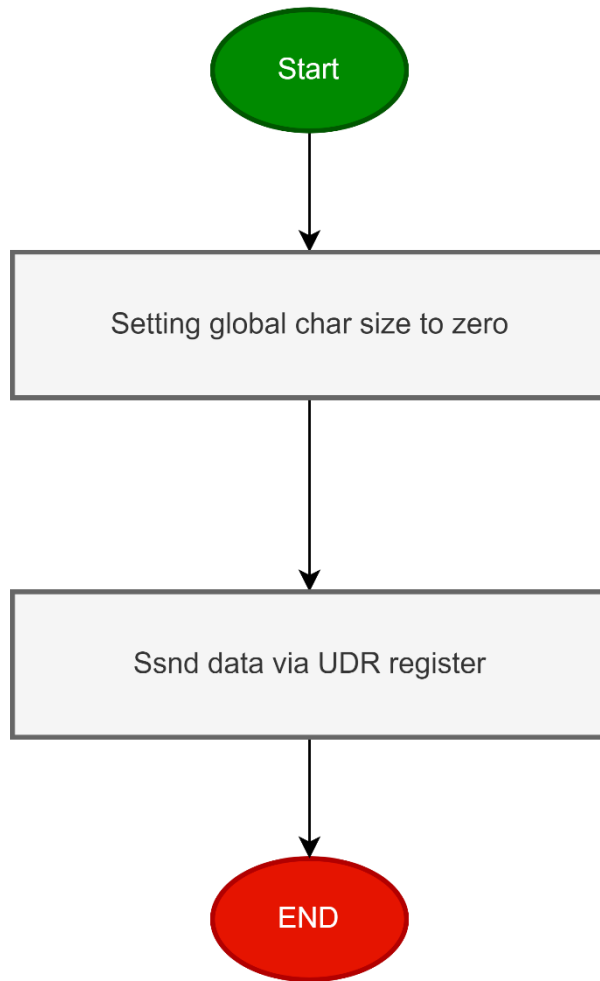 Start
Setting global char size to zero
Ssnd data via UDR register
END